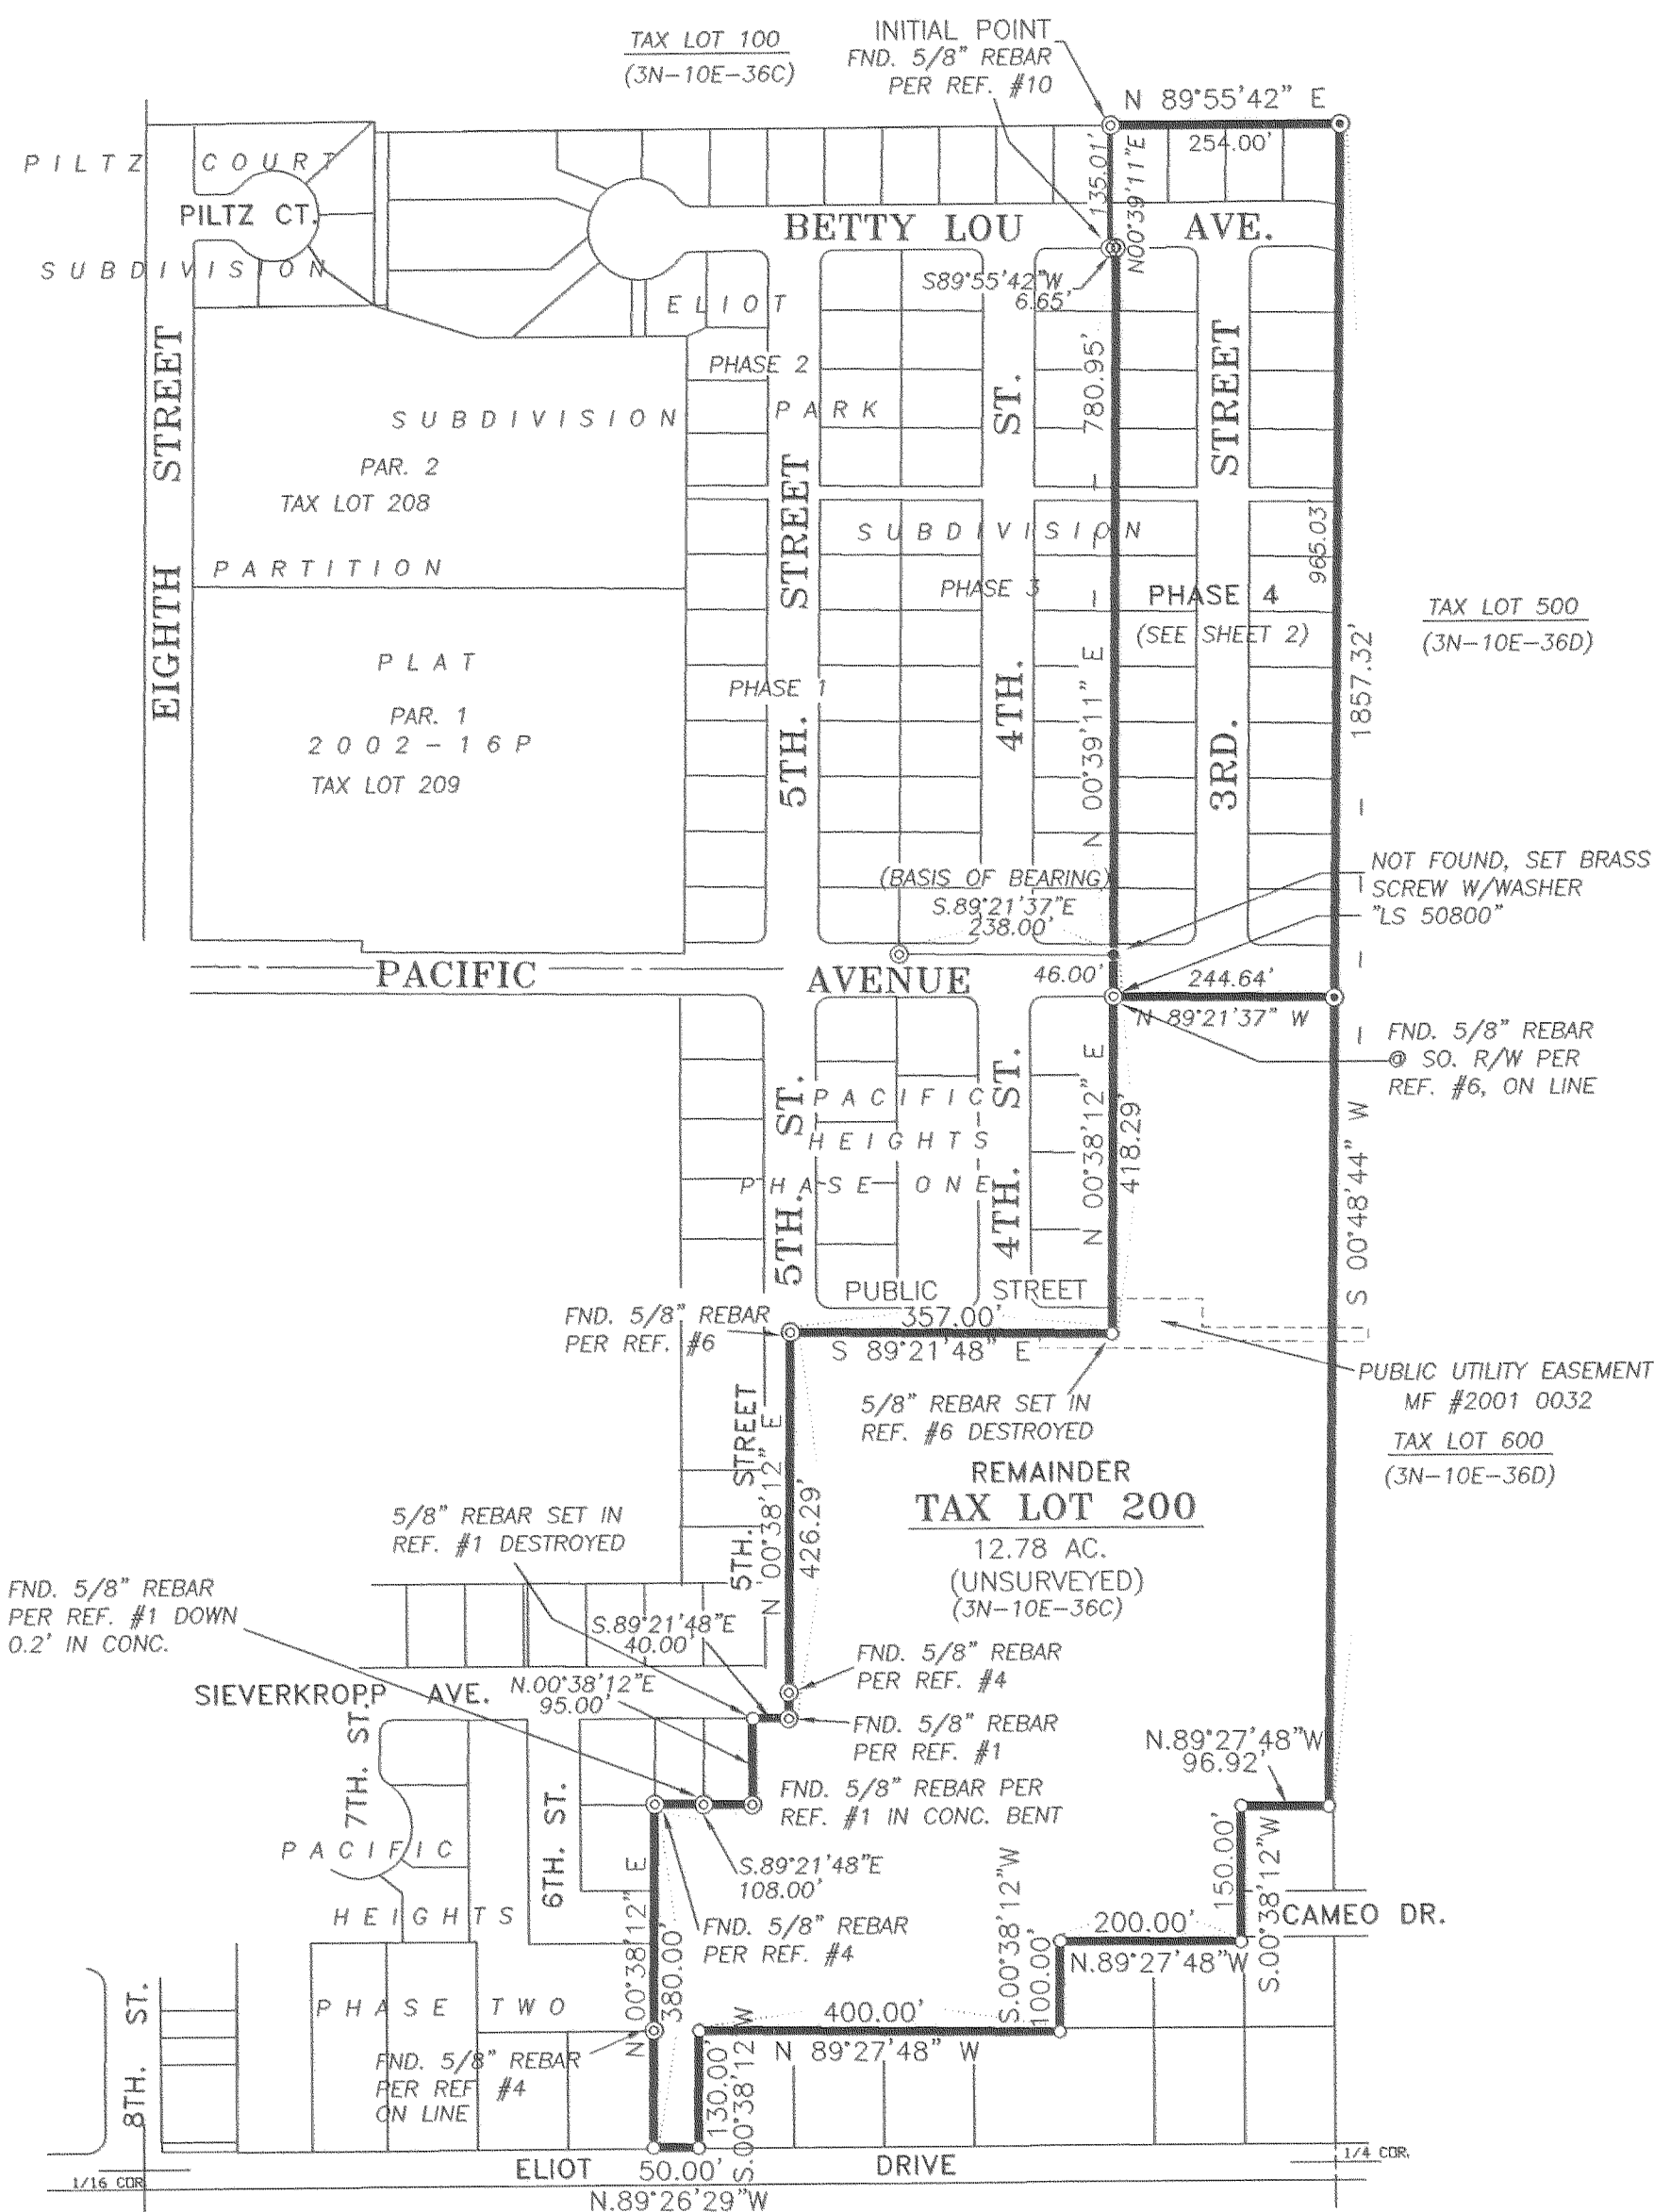 TAX LOT 100
(3N-10E-36C)
INITIAL POINT
FND. 5/8" REBAR
PER REF. #10
N 89°55'42" E
254.00'
135.01'
N00°39'11"E
PILTZ COURT
PILTZ CT.
SUBDIVISION
BETTY LOU AVE.
S89°55'42"W
6.65'
ELIOT
PHASE 2
PARK
SUBDIVISION
PAR. 2
TAX LOT 208
EIGHTH STREET
PARTITION
5TH. STREET
4TH. ST.
780.95'
3RD. STREET
SUBDIVISION
965.03'
PHASE 3
PHASE 4
(SEE SHEET 2)
TAX LOT 500
(3N-10E-36D)
PLAT
PHASE 1
PAR. 1
2002-16P
TAX LOT 209
N 00°39'11" E
1857.32'
(BASIS OF BEARING)
S.89°21'37"E
238.00'
NOT FOUND, SET BRASS
SCREW W/WASHER
"LS 50800"
PACIFIC AVENUE
46.00'
244.64'
N 89°21'37" W
FND. 5/8" REBAR
@ SO. R/W PER
REF. #6, ON LINE
5TH. ST.
4TH. ST.
PACIFIC
HEIGHTS
PHASE ONE
N 00°38'12" E
418.29'
S 00°48'44" W
PUBLIC STREET
357.00'
S 89°21'48" E
FND. 5/8" REBAR
PER REF. #6
PUBLIC UTILITY EASEMENT
MF #2001 0032
TAX LOT 600
(3N-10E-36D)
5/8" REBAR SET IN
REF. #6 DESTROYED
5TH. STREET
N 00°38'12" E
426.29'
REMAINDER
TAX LOT 200
12.78 AC.
(UNSURVEYED)
(3N-10E-36C)
5/8" REBAR SET IN
REF. #1 DESTROYED
FND. 5/8" REBAR
PER REF. #1 DOWN
0.2' IN CONC.
S.89°21'48"E
40.00'
FND. 5/8" REBAR
PER REF. #4
SIEVERKROPP AVE.
N.00°38'12"E
95.00'
FND. 5/8" REBAR
PER REF. #1
FND. 5/8" REBAR PER
REF. #1 IN CONC. BENT
N.89°27'48"W
96.92'
7TH. ST.
6TH. ST.
PACIFIC
HEIGHTS
PHASE TWO
S.89°21'48"E
108.00'
FND. 5/8" REBAR
PER REF. #4
N 00°38'12" E
380.00'
150.00'
S.00°38'12"W
CAMEO DR.
200.00'
N.89°27'48"W
S.00°38'12"W
100.00'
400.00'
N 89°27'48" W
8TH. ST.
FND. 5/8" REBAR
PER REF #4
ON LINE
130.00'
S.00°38'12 W
ELIOT DRIVE
50.00'
N.89°26'29"W
1/16 COR.
1/4 COR.